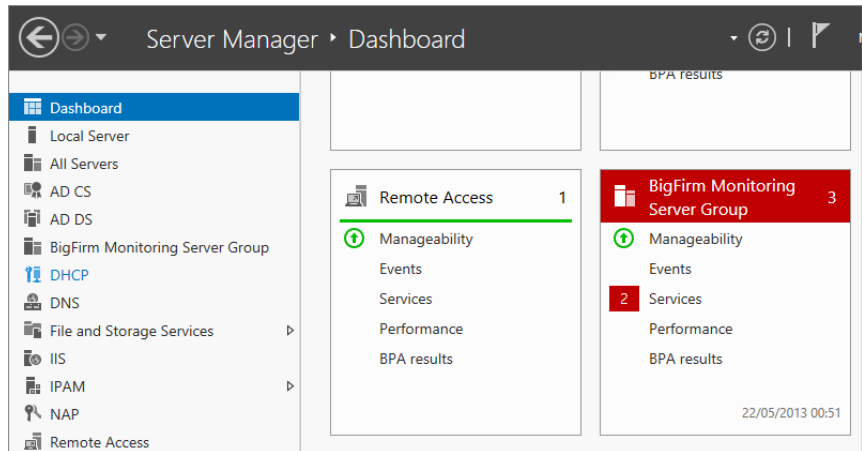 Server Manager ‣ Dashboard
BPA results
Dashboard
Local Server
All Servers
AD CS
AD DS
BigFirm Monitoring Server Group
DHCP
DNS
File and Storage Services
IIS
IPAM
NAP
Remote Access
Remote Access 1
Manageability
Events
Services
Performance
BPA results
BigFirm Monitoring
Server Group 3
Manageability
Events
2 Services
Performance
BPA results
22/05/2013 00:51